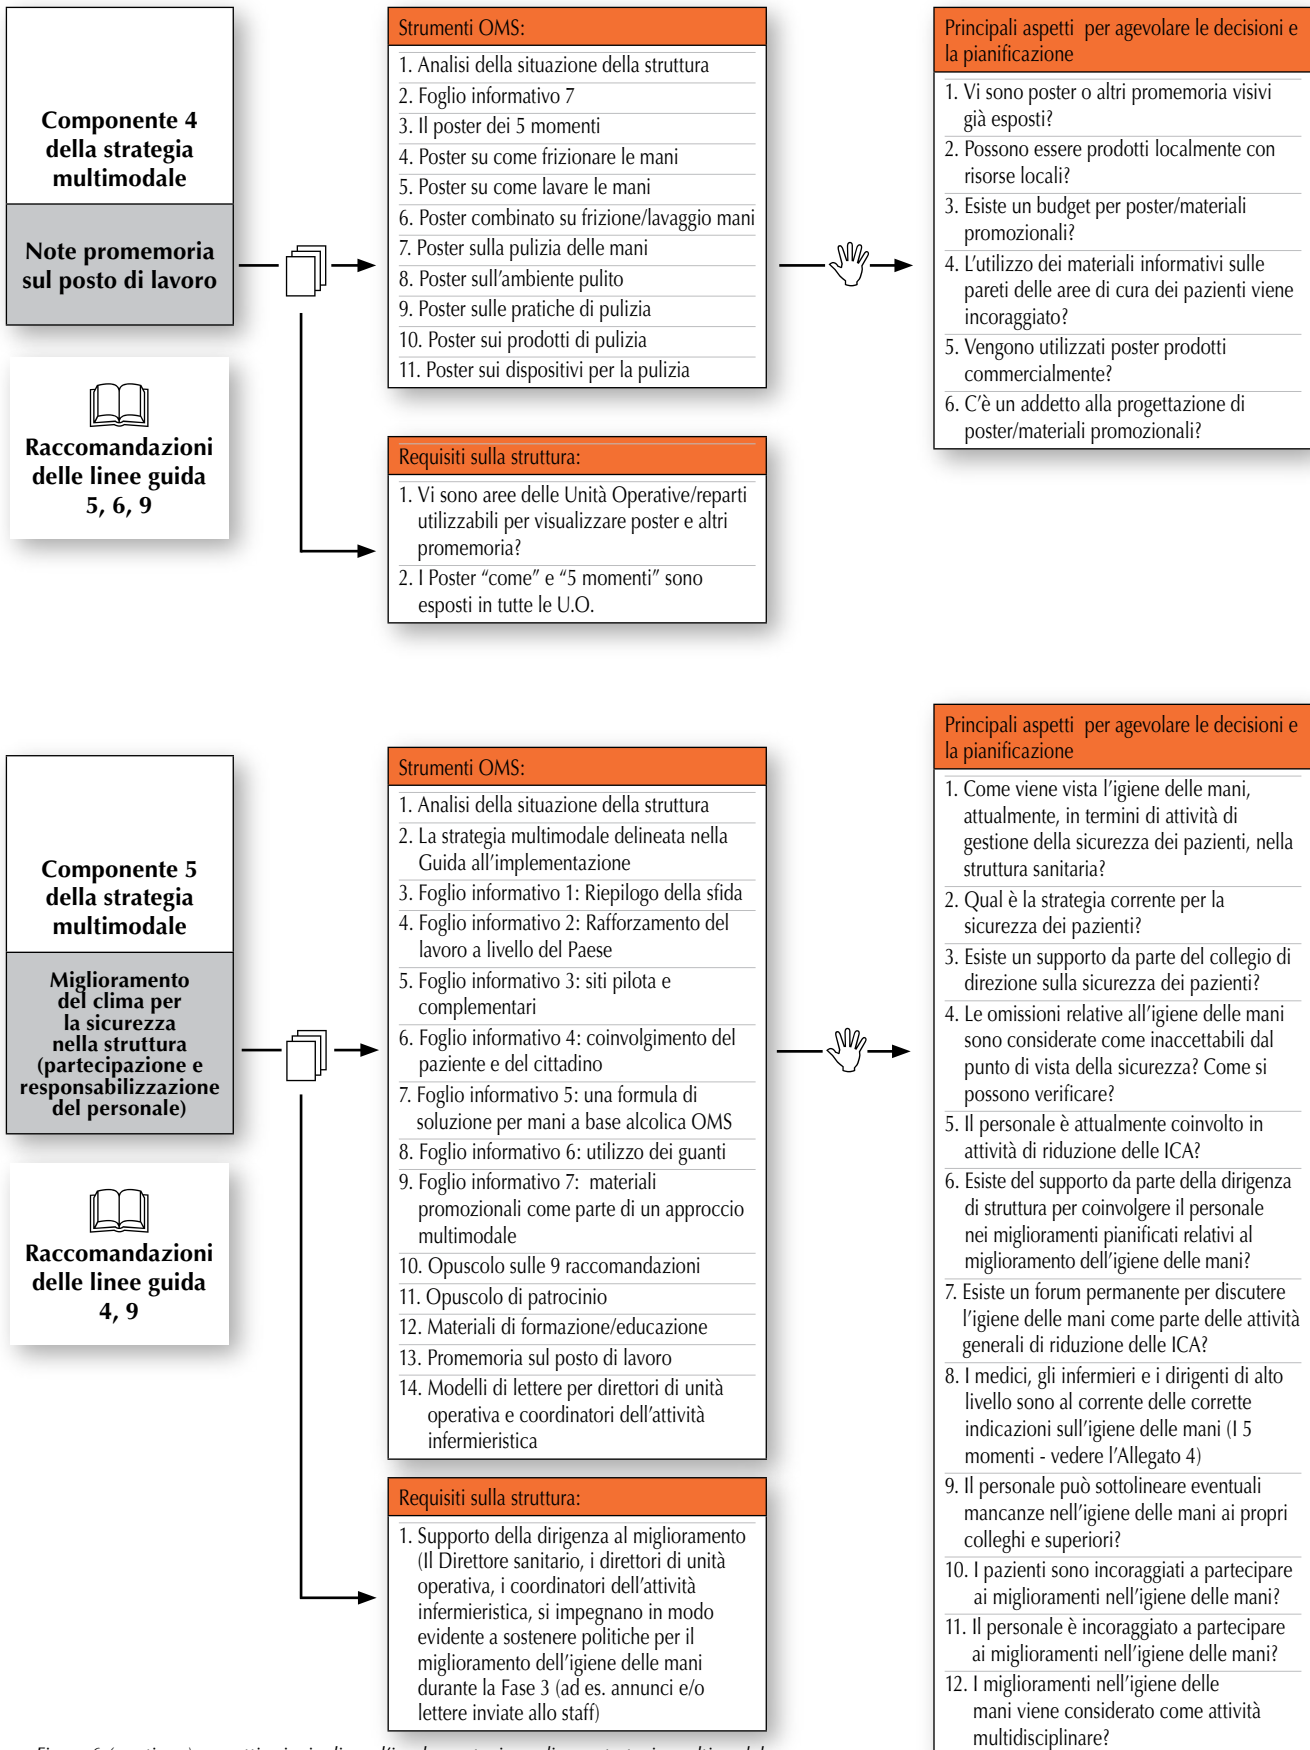 Componente 4
della strategia
multimodale
Note promemoria
sul posto di lavoro
Raccomandazioni
delle linee guida
5, 6, 9
Strumenti OMS:
1. Analisi della situazione della struttura
2. Foglio informativo 7
3. Il poster dei 5 momenti
4. Poster su come frizionare le mani
5. Poster su come lavare le mani
6. Poster combinato su frizione/lavaggio mani
7. Poster sulla pulizia delle mani
8. Poster sull'ambiente pulito
9. Poster sulle pratiche di pulizia
10. Poster sui prodotti di pulizia
11. Poster sui dispositivi per la pulizia
Requisiti sulla struttura:
1. Vi sono aree delle Unità Operative/reparti
utilizzabili per visualizzare poster e altri
promemoria?
2. I Poster “come” e “5 momenti” sono
esposti in tutte le U.O.
Principali aspetti per agevolare le decisioni e
la pianificazione
1. Vi sono poster o altri promemoria visivi
già esposti?
2. Possono essere prodotti localmente con
risorse locali?
3. Esiste un budget per poster/materiali
promozionali?
4. L'utilizzo dei materiali informativi sulle
pareti delle aree di cura dei pazienti viene
incoraggiato?
5. Vengono utilizzati poster prodotti
commercialmente?
6. C'è un addetto alla progettazione di
poster/materiali promozionali?
Componente 5
della strategia
multimodale
Miglioramento
del clima per
la sicurezza
nella struttura
(partecipazione e
responsabilizzazione
del personale)
Raccomandazioni
delle linee guida
4, 9
Strumenti OMS:
1. Analisi della situazione della struttura
2. La strategia multimodale delineata nella
Guida all'implementazione
3. Foglio informativo 1: Riepilogo della sfida
4. Foglio informativo 2: Rafforzamento del
lavoro a livello del Paese
5. Foglio informativo 3: siti pilota e
complementari
6. Foglio informativo 4: coinvolgimento del
paziente e del cittadino
7. Foglio informativo 5: una formula di
soluzione per mani a base alcolica OMS
8. Foglio informativo 6: utilizzo dei guanti
9. Foglio informativo 7: materiali
promozionali come parte di un approccio
multimodale
10. Opuscolo sulle 9 raccomandazioni
11. Opuscolo di patrocinio
12. Materiali di formazione/educazione
13. Promemoria sul posto di lavoro
14. Modelli di lettere per direttori di unità
operativa e coordinatori dell'attività
infermieristica
Requisiti sulla struttura:
1. Supporto della dirigenza al miglioramento
(Il Direttore sanitario, i direttori di unità
operativa, i coordinatori dell'attività
infermieristica, si impegnano in modo
evidente a sostenere politiche per il
miglioramento dell'igiene delle mani
durante la Fase 3 (ad es. annunci e/o
lettere inviate allo staff)
Principali aspetti per agevolare le decisioni e
la pianificazione
1. Come viene vista l'igiene delle mani,
attualmente, in termini di attività di
gestione della sicurezza dei pazienti, nella
struttura sanitaria?
2. Qual è la strategia corrente per la
sicurezza dei pazienti?
3. Esiste un supporto da parte del collegio di
direzione sulla sicurezza dei pazienti?
4. Le omissioni relative all'igiene delle mani
sono considerate come inaccettabili dal
punto di vista della sicurezza? Come si
possono verificare?
5. Il personale è attualmente coinvolto in
attività di riduzione delle ICA?
6. Esiste del supporto da parte della dirigenza
di struttura per coinvolgere il personale
nei miglioramenti pianificati relativi al
miglioramento dell'igiene delle mani?
7. Esiste un forum permanente per discutere
l'igiene delle mani come parte delle attività
generali di riduzione delle ICA?
8. I medici, gli infermieri e i dirigenti di alto
livello sono al corrente delle corrette
indicazioni sull'igiene delle mani (I 5
momenti - vedere l'Allegato 4)
9. Il personale può sottolineare eventuali
mancanze nell'igiene delle mani ai propri
colleghi e superiori?
10. I pazienti sono incoraggiati a partecipare
ai miglioramenti nell'igiene delle mani?
11. Il personale è incoraggiato a partecipare
ai miglioramenti nell'igiene delle mani?
12. I miglioramenti nell'igiene delle
mani viene considerato come attività
multidisciplinare?